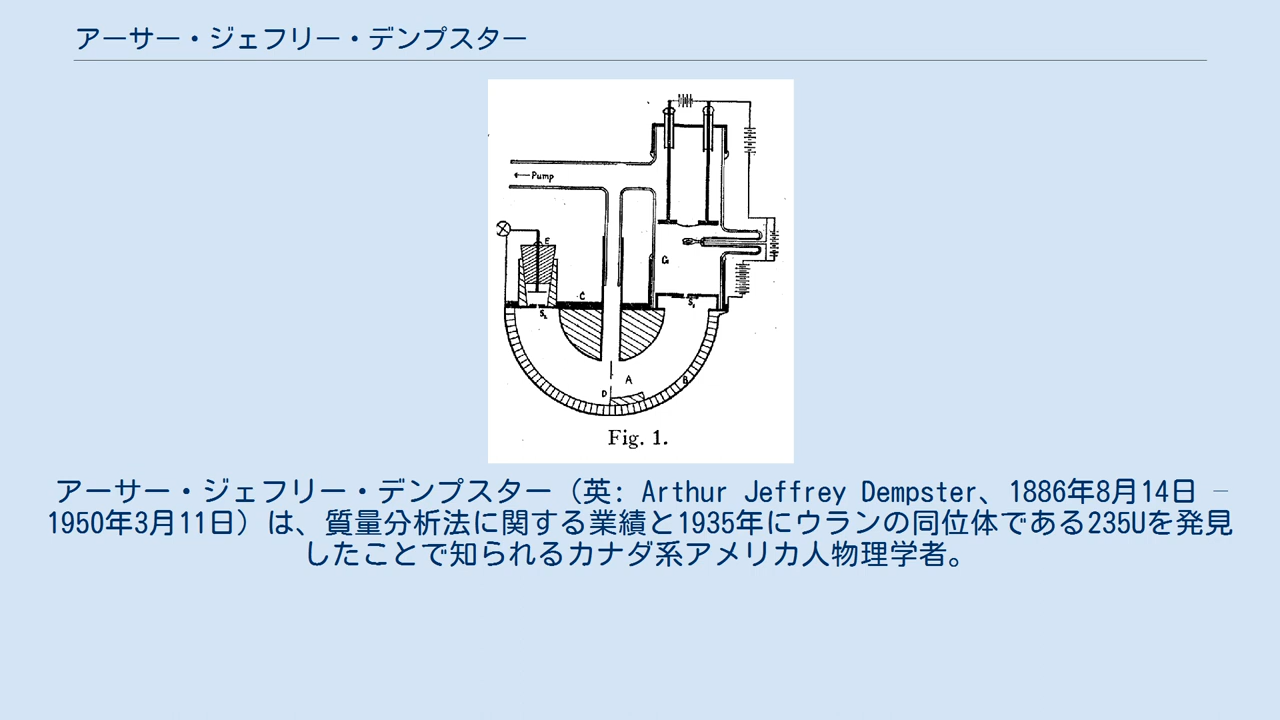 アーサー・ジェフリー・デンプスター
Pump
E
G
C
S₂
S₁
A
B
D
Fig. 1.
アーサー・ジェフリー・デンプスター（英: Arthur Jeffrey Dempster、1886年8月14日 –
1950年3月11日）は、質量分析法に関する業績と1935年にウランの同位体である235Uを発見
したことで知られるカナダ系アメリカ人物理学者。